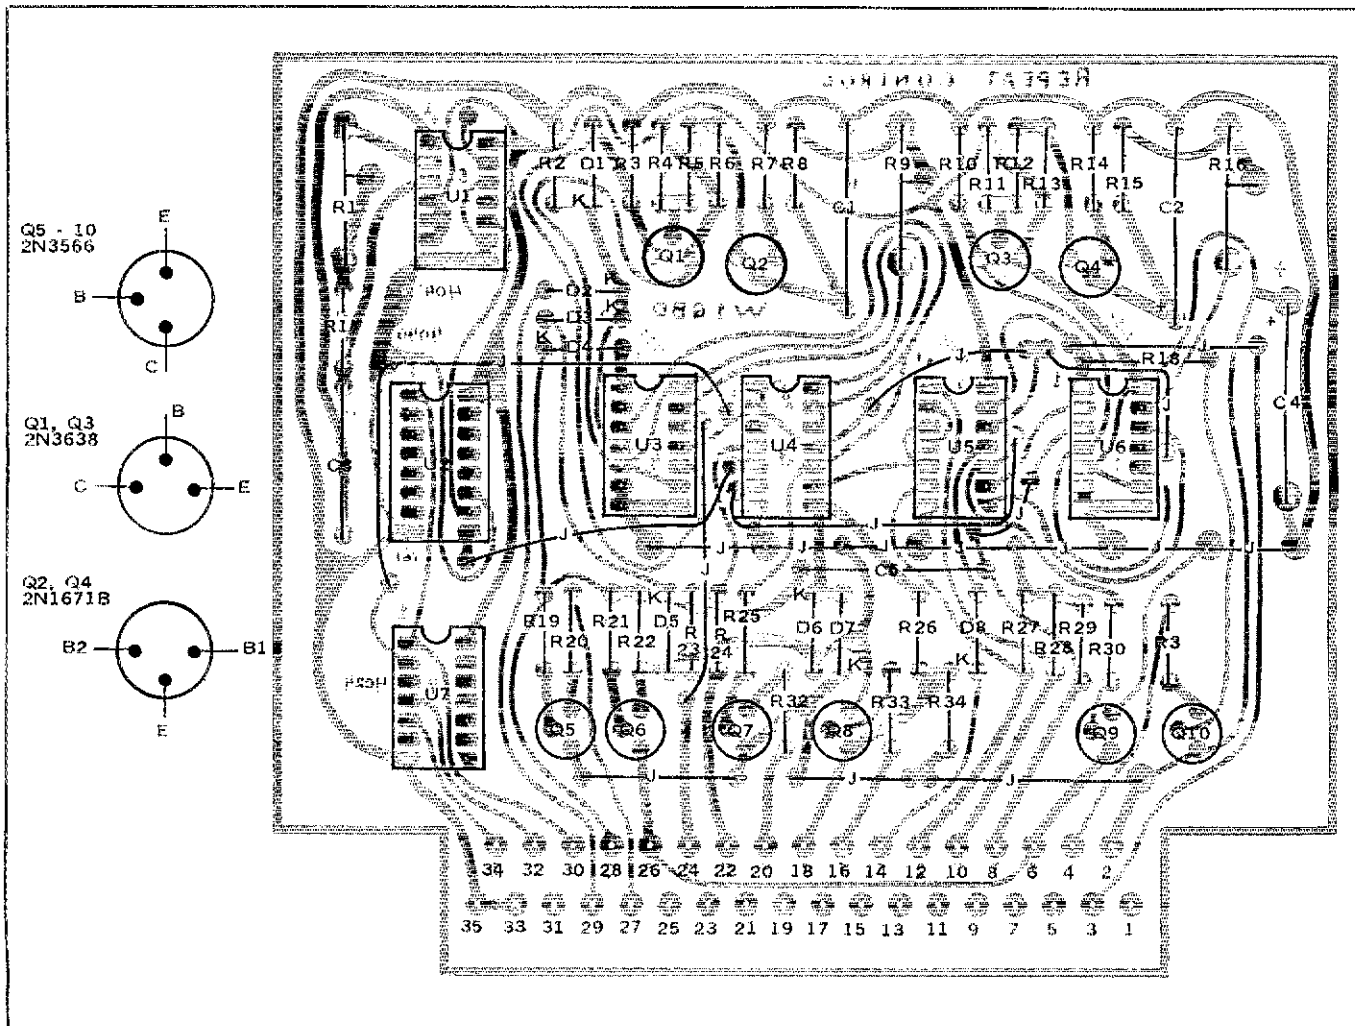 REPEAT CONTROL
R2 D1 R3 R4 R5 R6 R7 R8 R9 R10 R12 R14 R16
R11 R13 R15
U1
R1 K C1 C2
E
Q5 - 10
2N3566
Q1 Q2 Q3 Q4
B
D2 K
D3 K
K D4
C
J J
R18
B
Q1, Q3
2N3638
C E
C4
J
U3 U4 U5 U6
J
J J
J J J J J J
J
C5
Q2, Q4
2N1671B
B2 B1
E
K K
R19 R21 D5 R25 D6 D7 R26 D8 R27 R29
R20 R22 R23 R24 R28 R30 R3
K K
U7
R32 R33 R34
Q5 Q6 Q7 Q8 Q9 Q10
J J J
34 32 30 28 26 24 22 20 18 16 14 12 10 8 6 4 2
35 33 31 29 27 25 23 21 19 17 15 13 11 9 7 5 3 1